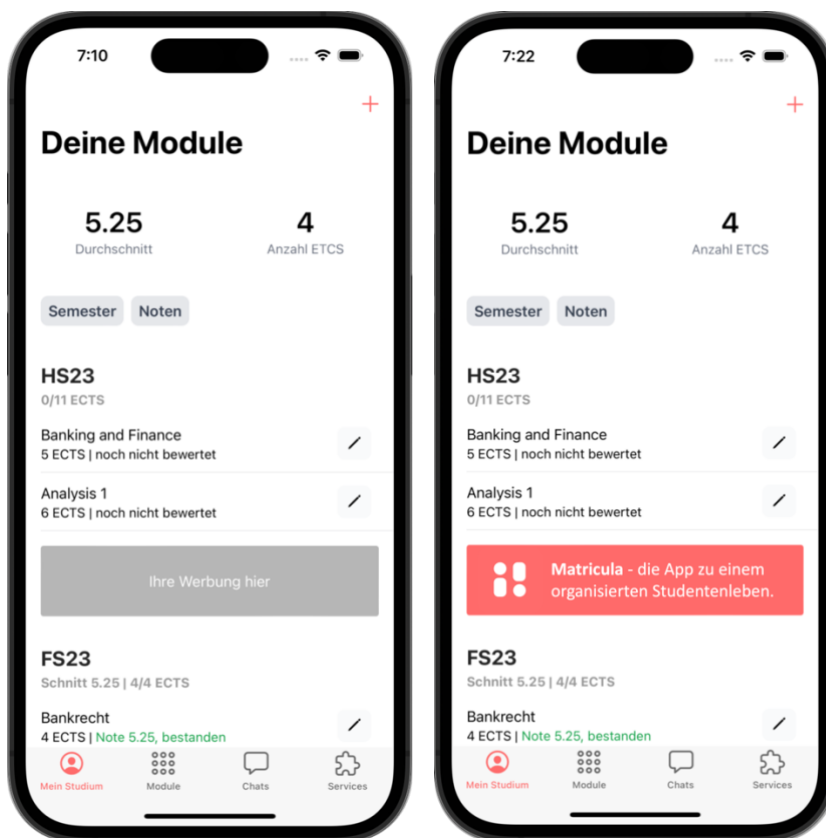 7:10
Deine Module
5.25
4
Durchschnitt
Anzahl ETCS
Semester
Noten
HS23
0/11 ECTS
Banking and Finance
5 ECTS | noch nicht bewertet
Analysis 1
6 ECTS | noch nicht bewertet
Ihre Werbung hier
FS23
Schnitt 5.25 | 4/4 ECTS
Bankrecht
4 ECTS | Note 5.25, bestanden
Mein Studium
Module
Chats
Services
7:22
Deine Module
5.25
4
Durchschnitt
Anzahl ETCS
Semester
Noten
HS23
0/11 ECTS
Banking and Finance
5 ECTS | noch nicht bewertet
Analysis 1
6 ECTS | noch nicht bewertet
Matricula - die App zu einem
organisierten Studentenleben.
FS23
Schnitt 5.25 | 4/4 ECTS
Bankrecht
4 ECTS | Note 5.25, bestanden
Mein Studium
Module
Chats
Services